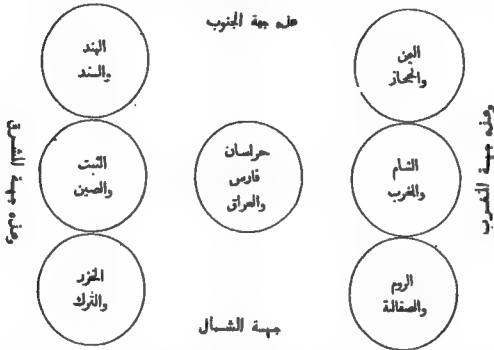 هذه جهة الجنوب
اليمن
والحجاز
الهند
والسند
وهذه جهة المغرب
الشام
والمغرب
خراسان
فارس
والعراق
التبت
والصين
وهذه جهة المشرق
الروم
والصقالبة
الخزر
والترك
جهة الشمال